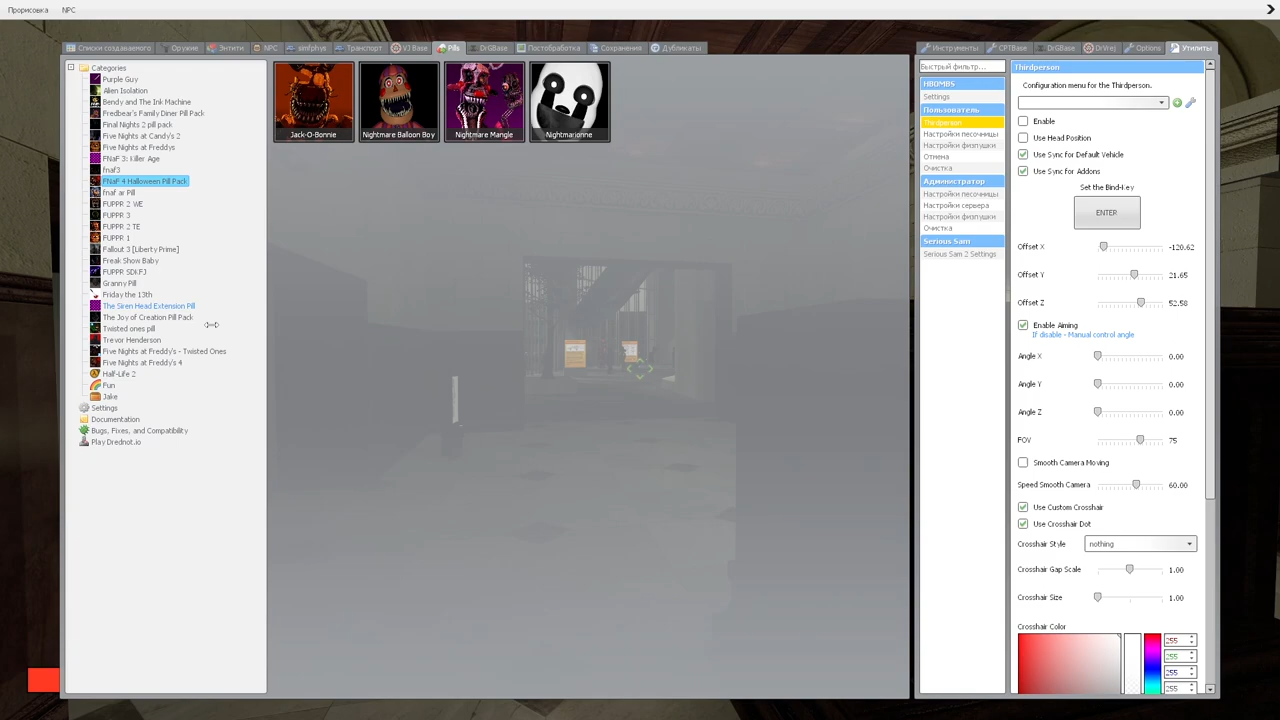 Прорисовка NPC
Списки создаваемого Оружие Энтити NPC simfphys Транспорт VJ Base Pills DrGBase Постобработка Сохранения Дубликаты
Categories
Purple Guy
Alien Isolation
Bendy and The Ink Machine
Fredbear's Family Diner Pill Pack
Final Nights 2 pill pack
Five Nights at Candy's 2
Five Nights at Freddys
FNaF 3: Killer Age
fnaf3
FNaF 4 Halloween Pill Pack
fnaf ar Pill
FUPPR 2 WE
FUPPR 3
FUPPR 2 TE
FUPPR 1
Fallout 3 [Liberty Prime]
Freak Show Baby
FUPPR SDLFJ
Granny Pill
Friday the 13th
The Siren Head Extension Pill
The Joy of Creation Pill Pack
Twisted ones pill
Trevor Henderson
Five Nights at Freddy's - Twisted Ones
Five Nights at Freddy's 4
Half-Life 2
Fun
Jake
Settings
Documentation
Bugs, Fixes, and Compatibility
Play Drednot.io
Jack-O-Bonnie Nightmare Balloon Boy Nightmare Mangle Nightmarionne
Инструменты CPTBase DrGBase DrVrej Options Утилиты
Быстрый фильтр...
HBOMBS
Settings
Пользователь
Thirdperson
Настройки песочницы
Настройки физпушки
Отмена
Очистка
Администратор
Настройки песочницы
Настройки сервера
Настройки физпушки
Очистка
Serious Sam
Serious Sam 2 Settings
Thirdperson
Configuration menu for the Thirdperson.
Enable
Use Head Position
Use Sync for Default Vehicle
Use Sync for Addons
Set the Bind-Key
ENTER
Offset X -120.62
Offset Y 21.65
Offset Z 52.58
Enable Aiming
If disable - Manual control angle
Angle X 0.00
Angle Y 0.00
Angle Z 0.00
FOV 75
Smooth Camera Moving
Speed Smooth Camera 60.00
Use Custom Crosshair
Use Crosshair Dot
Crosshair Style nothing
Crosshair Gap Scale 1.00
Crosshair Size 1.00
Crosshair Color
255
255
255
255